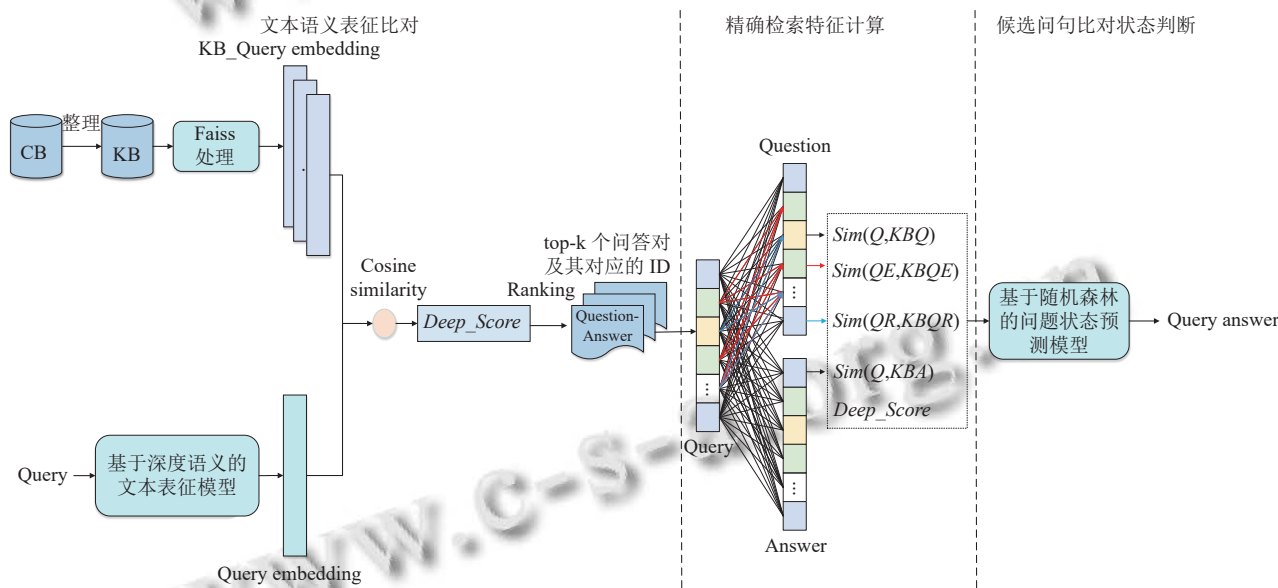 文本语义表征比对
KB_Query embedding
CB
整理
KB
Faiss
处理
Query
基于深度语义的
文本表征模型
Query embedding
Cosine
similarity
Deep_Score
Ranking
top-k 个问答对
及其对应的 ID
Question-
Answer
精确检索特征计算
Query
Question
Answer
Sim(Q,KBQ)
Sim(QE,KBQE)
Sim(QR,KBQR)
Sim(Q,KBA)
Deep_Score
候选问句比对状态判断
基于随机森林
的问题状态预
测模型
Query answer